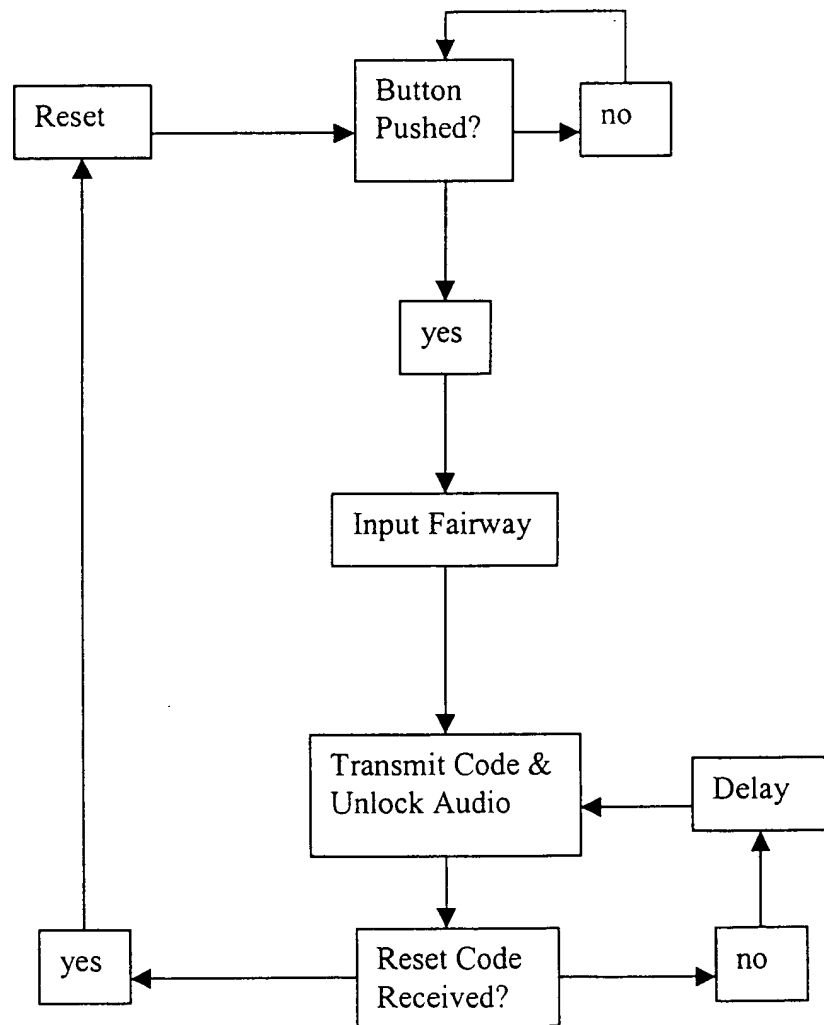 Reset
Button
Pushed?
no
yes
Input Fairway
Transmit Code &
Unlock Audio
Delay
yes
Reset Code
Received?
no